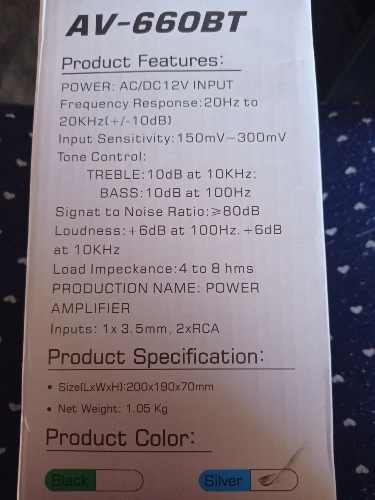 AV-660BT
Product Features:
POWER: AC/DC12V INPUT
Frequency Response:20Hz to
20KHz(+/-10dB)
Input Sensitivity:150mV~300mV
Tone Control:
TREBLE:10dB at 10KHz;
BASS:10dB at 100Hz
Signat to Noise Ratio:≥80dB
Loudness:+6dB at 100Hz.+6dB
at 10KHz
Load Impeckance:4 to 8 hms
PRODUCTION NAME: POWER
AMPLIFIER
Inputs: 1x 3.5mm, 2xRCA
Product Specification:
• Size(LxWxH):200x190x70mm
• Net Weight: 1.05 Kg
Product Color:
Black Silver